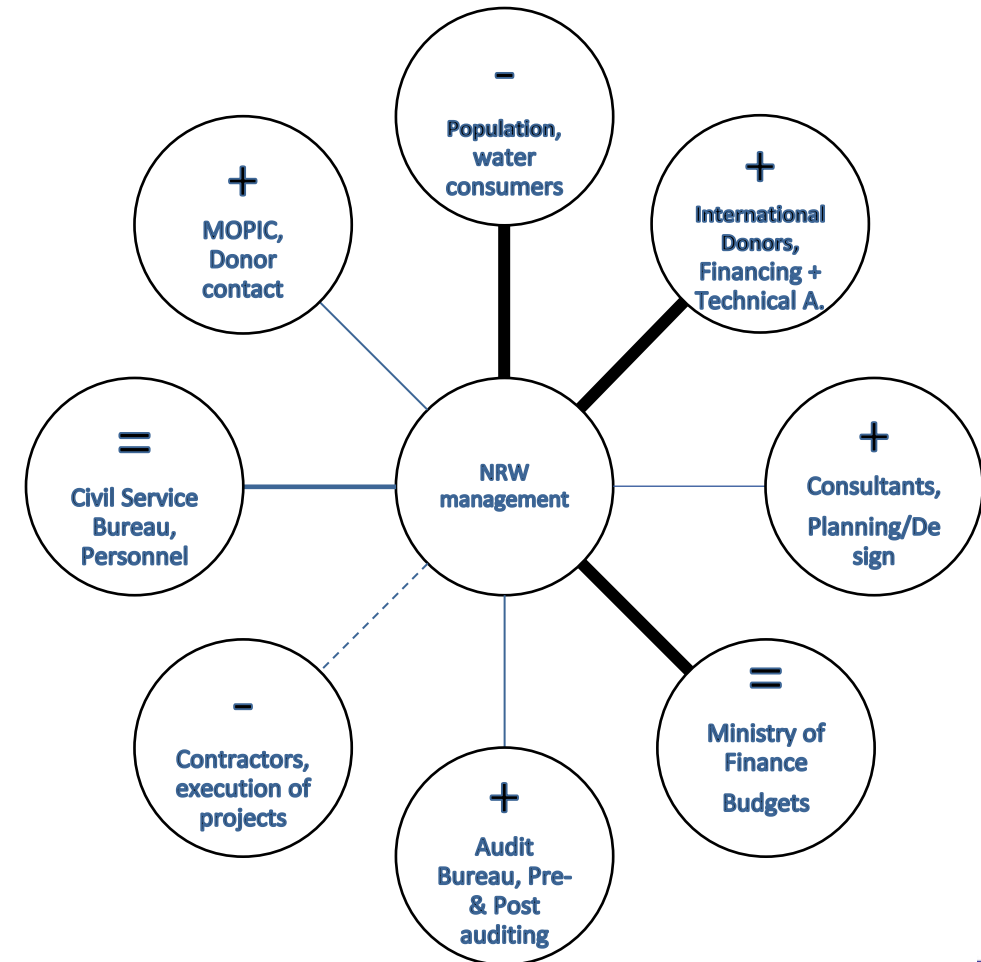 -
Population,
water
consumers
+
International
Donors,
Financing +
Technical A.
+
Consultants,
Planning/De
sign
=
Ministry of
Finance
Budgets
+
Audit
Bureau, Pre-
& Post
auditing
-
Contractors,
execution of
projects
=
Civil Service
Bureau,
Personnel
+
MOPIC,
Donor
contact
NRW
management